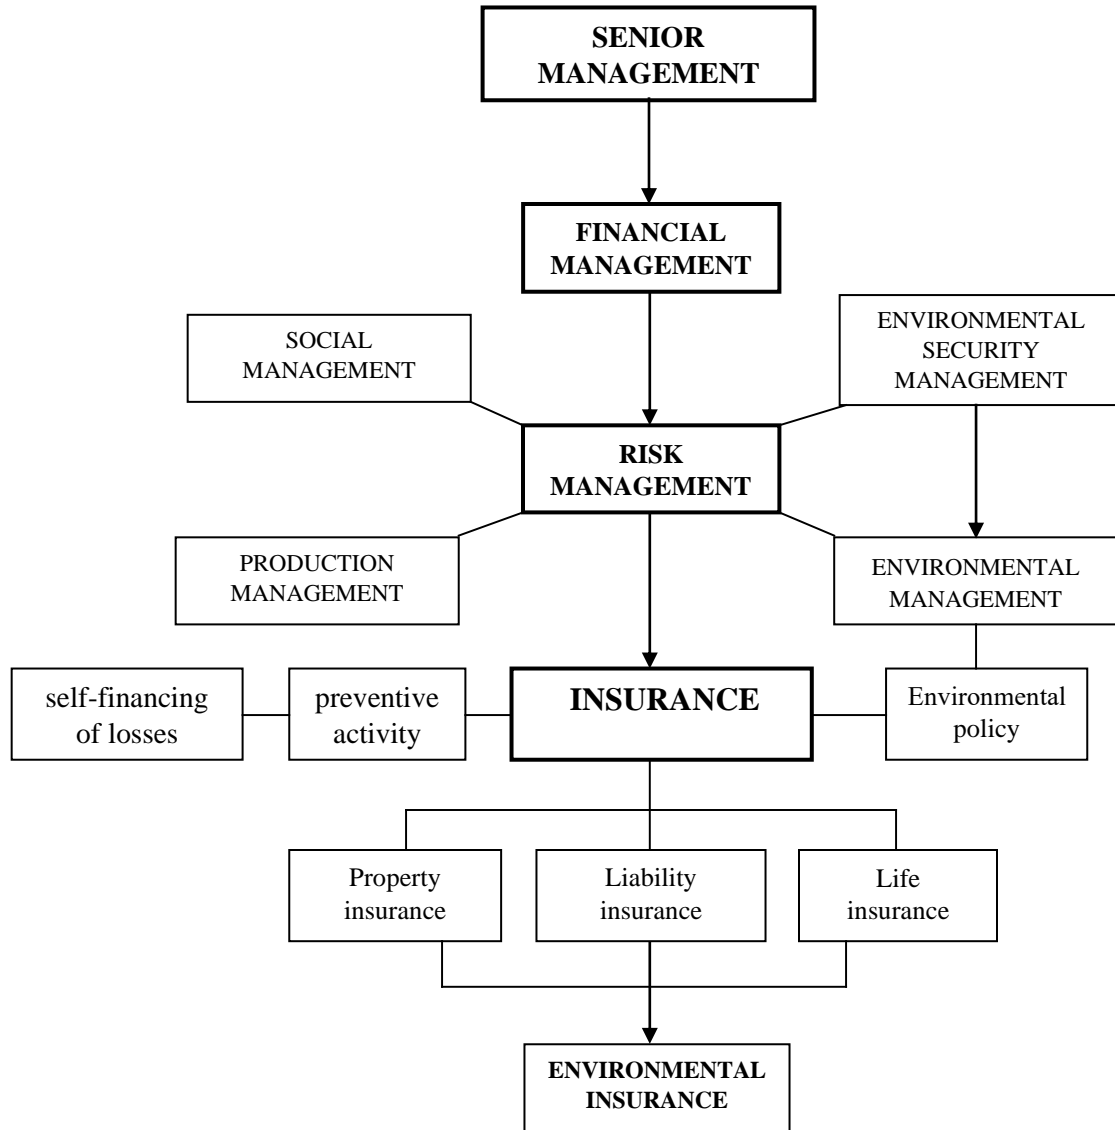 SENIOR
MANAGEMENT
FINANCIAL
MANAGEMENT
SOCIAL
MANAGEMENT
ENVIRONMENTAL
SECURITY
MANAGEMENT
RISK
MANAGEMENT
PRODUCTION
MANAGEMENT
ENVIRONMENTAL
MANAGEMENT
self-financing
of losses
preventive
activity
INSURANCE
Environmental
policy
Property
insurance
Liability
insurance
Life
insurance
ENVIRONMENTAL
INSURANCE